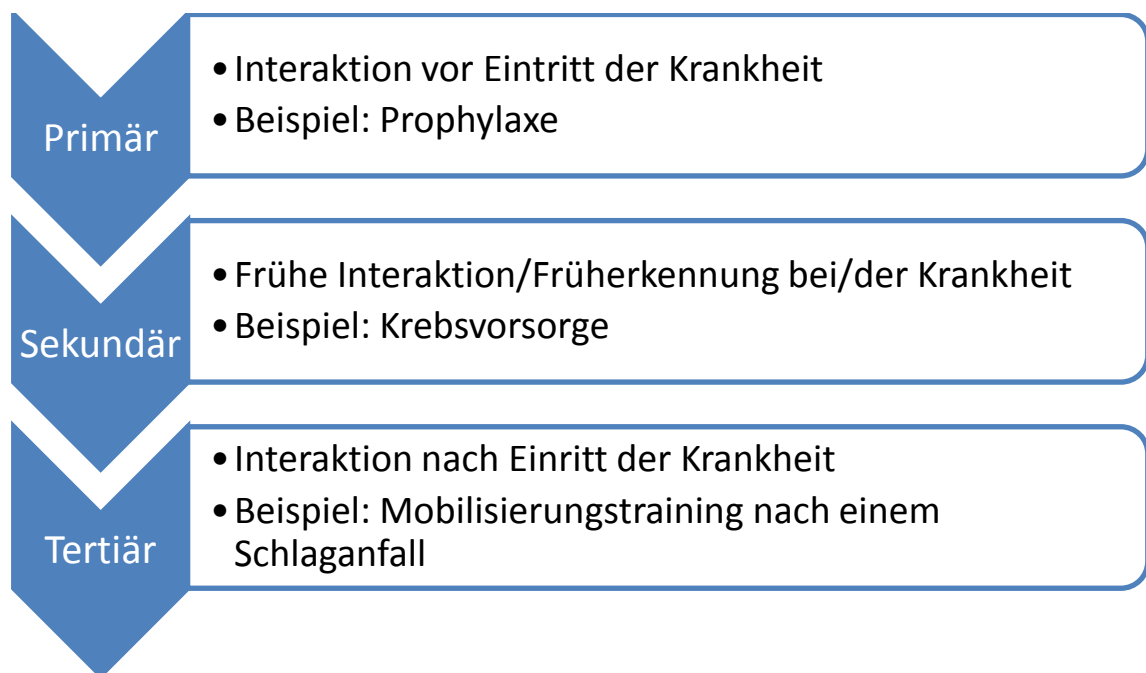 Primär
• Interaktion vor Eintritt der Krankheit
• Beispiel: Prophylaxe
Sekundär
• Frühe Interaktion/Früherkennung bei/der Krankheit
• Beispiel: Krebsvorsorge
Tertiär
• Interaktion nach Einritt der Krankheit
• Beispiel: Mobilisierungstraining nach einem
Schlaganfall